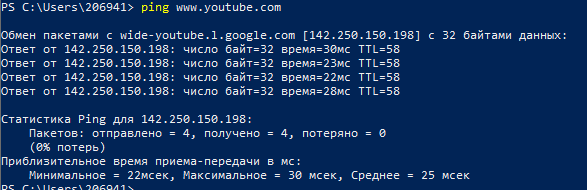 PS C:\Users\206941> ping www.youtube.com
Обмен пакетами с wide-youtube.l.google.com [142.250.150.198] с 32 байтами данных:
Ответ от 142.250.150.198: число байт=32 время=30мс TTL=58
Ответ от 142.250.150.198: число байт=32 время=23мс TTL=58
Ответ от 142.250.150.198: число байт=32 время=22мс TTL=58
Ответ от 142.250.150.198: число байт=32 время=28мс TTL=58
Статистика Ping для 142.250.150.198:
Пакетов: отправлено = 4, получено = 4, потеряно = 0
(0% потерь)
Приблизительное время приема-передачи в мс:
Минимальное = 22мсек, Максимальное = 30 мсек, Среднее = 25 мсек
PS C:\Users\206941>